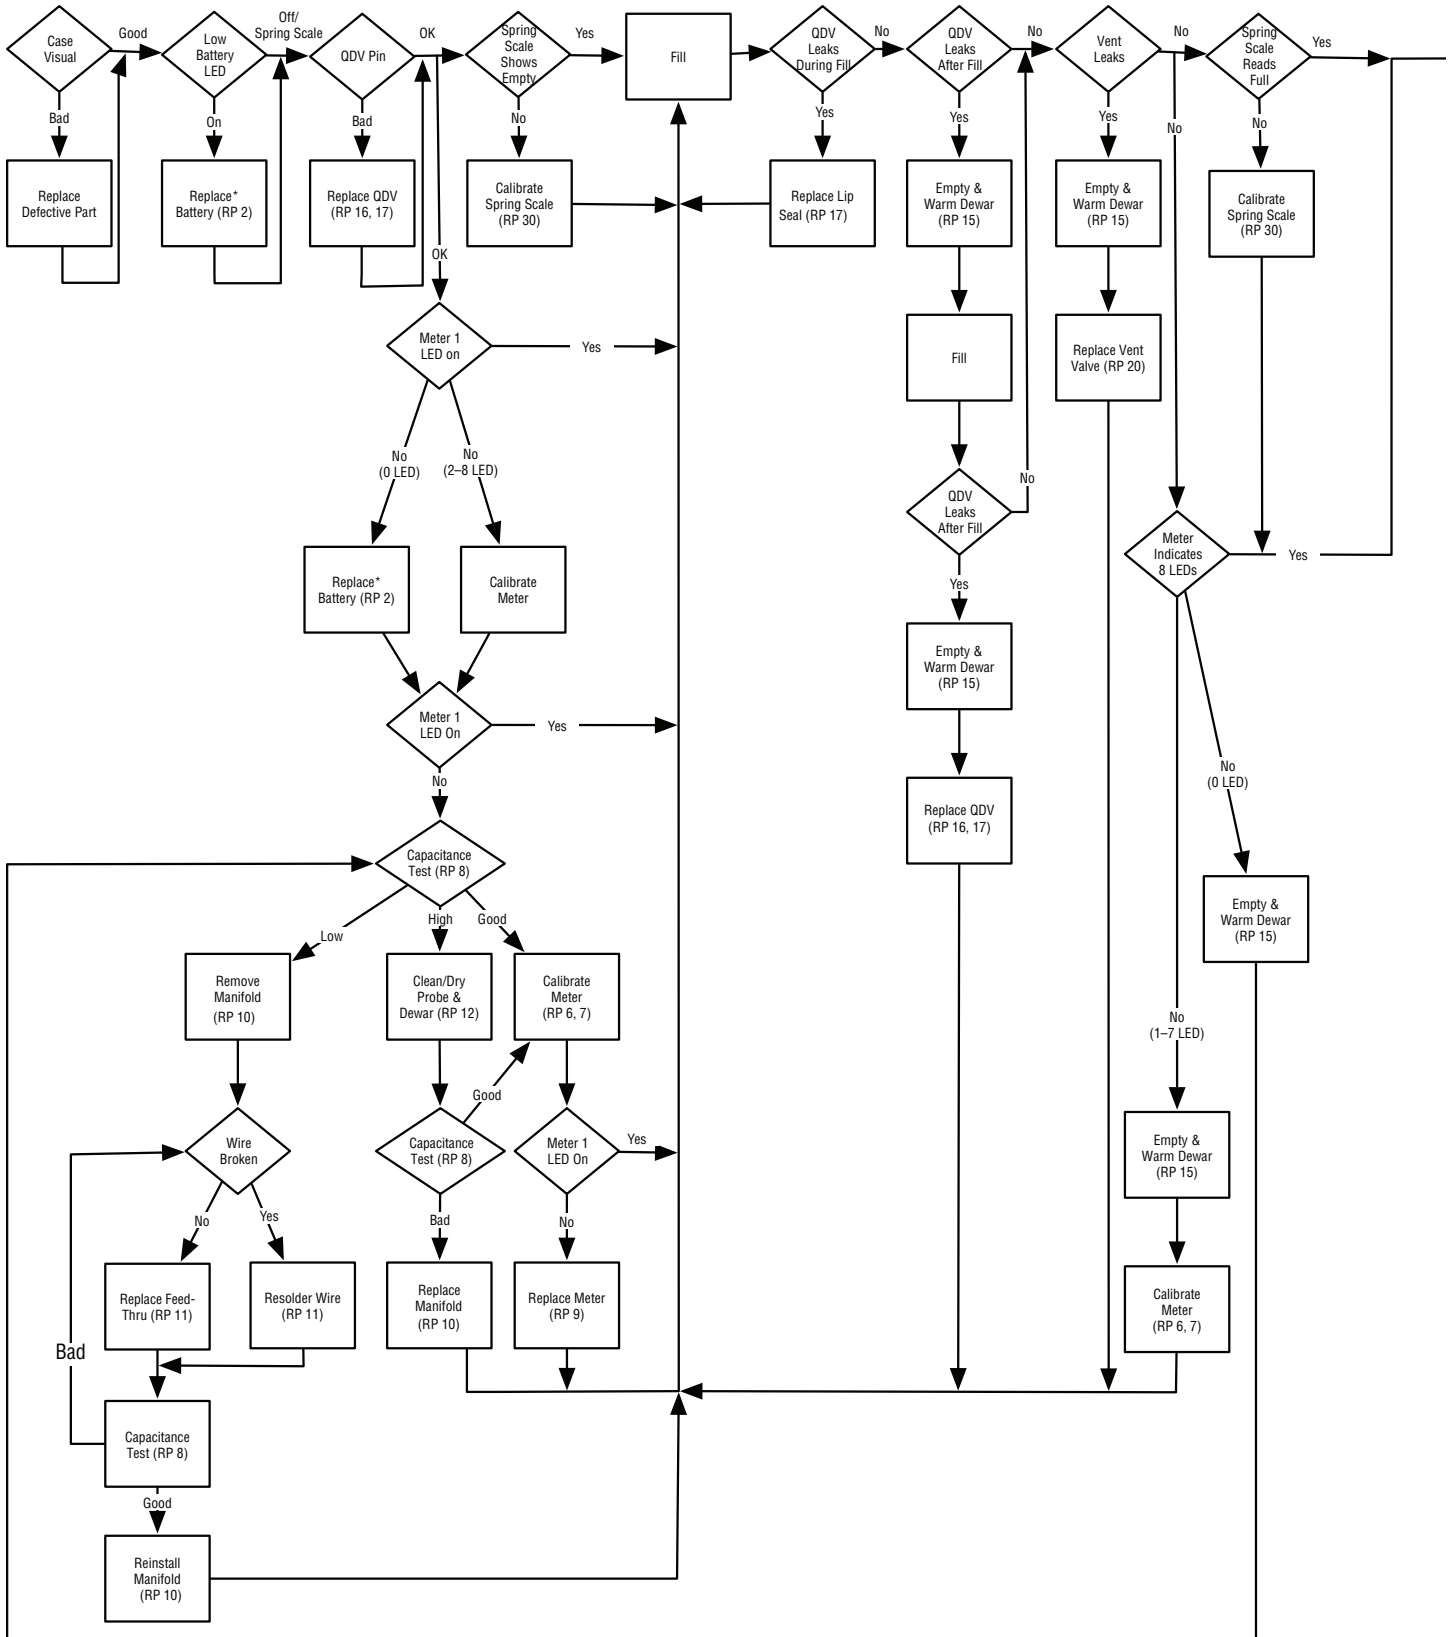 Case
Visual
Good
Bad
Replace
Defective Part
Low
Battery
LED
Off/
Spring Scale
On
Replace*
Battery (RP 2)
QDV Pin
OK
Bad
Replace QDV
(RP 16, 17)
OK
Spring
Scale
Shows
Empty
Yes
No
Calibrate
Spring Scale
(RP 30)
Fill
QDV
Leaks
During Fill
No
Yes
Replace Lip
Seal (RP 17)
QDV
Leaks
After Fill
No
Yes
Empty &
Warm Dewar
(RP 15)
Fill
QDV
Leaks
After Fill
No
Yes
Empty &
Warm Dewar
(RP 15)
Replace QDV
(RP 16, 17)
Vent
Leaks
No
Yes
Empty &
Warm Dewar
(RP 15)
Replace Vent
Valve (RP 20)
No
Spring
Scale
Reads
Full
Yes
No
Calibrate
Spring Scale
(RP 30)
Meter
Indicates
8 LEDs
Yes
No
(0 LED)
Empty &
Warm Dewar
(RP 15)
No
(1–7 LED)
Empty &
Warm Dewar
(RP 15)
Calibrate
Meter
(RP 6, 7)
Meter 1
LED on
Yes
No
(0 LED)
No
(2–8 LED)
Replace*
Battery (RP 2)
Calibrate
Meter
Meter 1
LED On
Yes
No
Capacitance
Test (RP 8)
Low
High
Good
Remove
Manifold
(RP 10)
Clean/Dry
Probe &
Dewar (RP 12)
Calibrate
Meter
(RP 6, 7)
Wire
Broken
No
Yes
Capacitance
Test (RP 8)
Good
Bad
Meter 1
LED On
Yes
No
Replace Feed-
Thru (RP 11)
Resolder Wire
(RP 11)
Replace
Manifold
(RP 10)
Replace Meter
(RP 9)
Bad
Capacitance
Test (RP 8)
Good
Reinstall
Manifold
(RP 10)